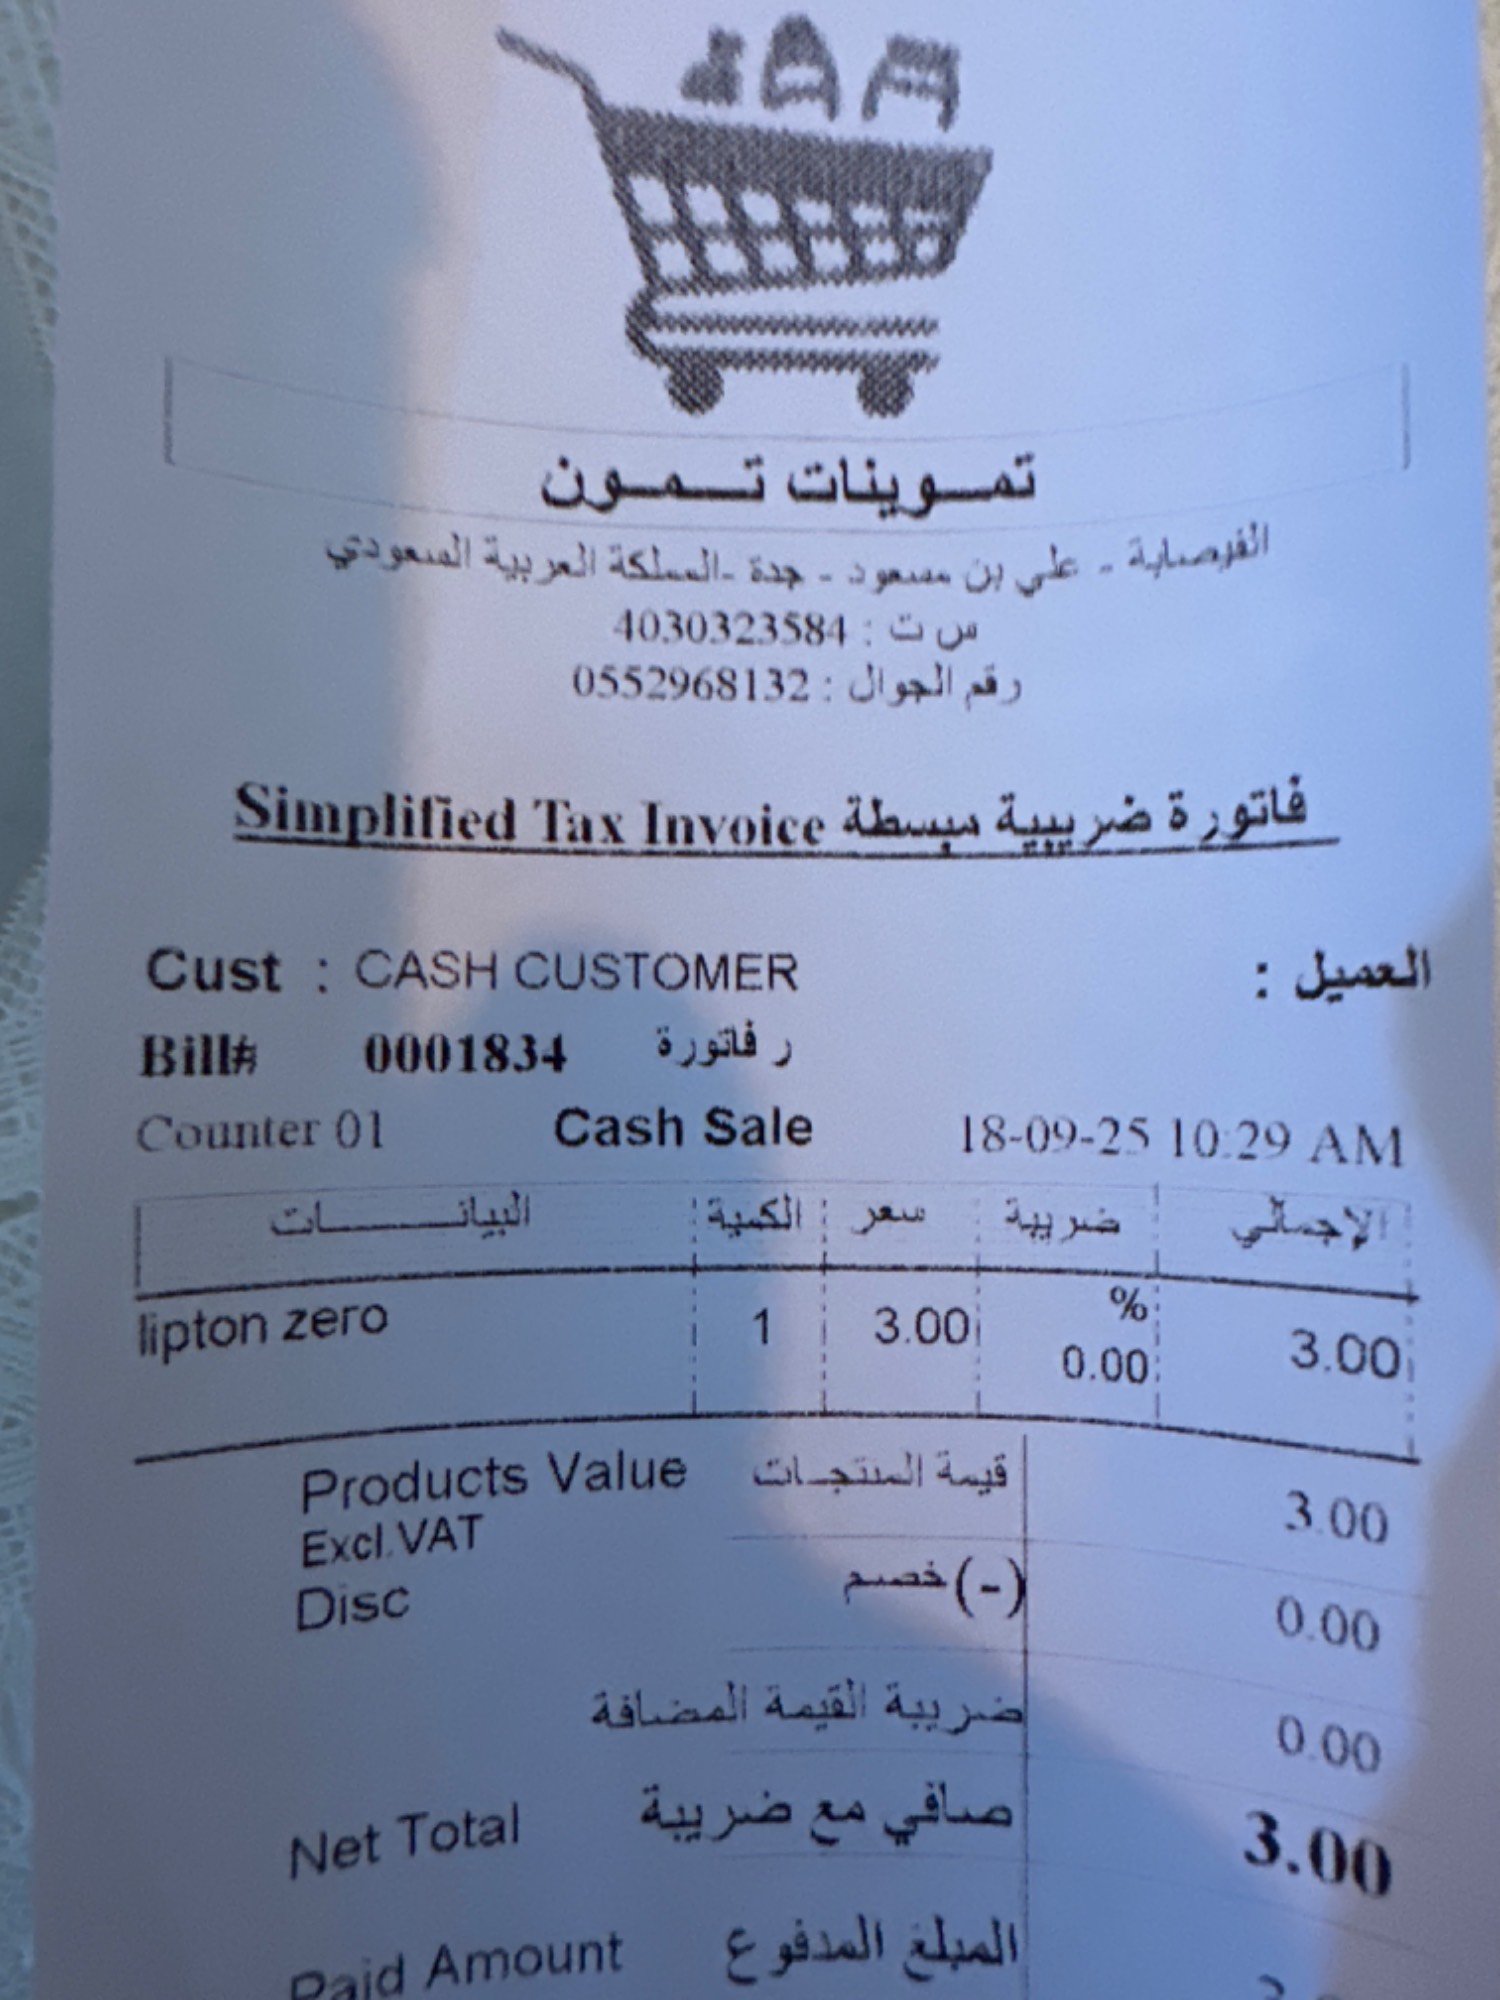 تمـــوينات تـــمـــون
الفيصلية - علي بن مسعود - جدة -المملكة العربية السعودي
س ت : 4030323584
رقم الجوال : 0552968132
Simplified Tax Invoice فاتورة ضريبية مبسطة
Cust : CASH CUSTOMER العميل :
Bill# 0001834 ر فاتورة
Counter 01 Cash Sale 18-09-25 10:29 AM
البيانـــــــات الكمية سعر ضريبة الإجمالي
lipton zero 1 3.00 % 0.00 3.00
Products Value Excl.VAT قيمة المنتجـات 3.00
Disc خصم (-) 0.00
ضريبة القيمة المضافة 0.00
Net Total صافي مع ضريبة 3.00
Paid Amount المبلغ المدفوع